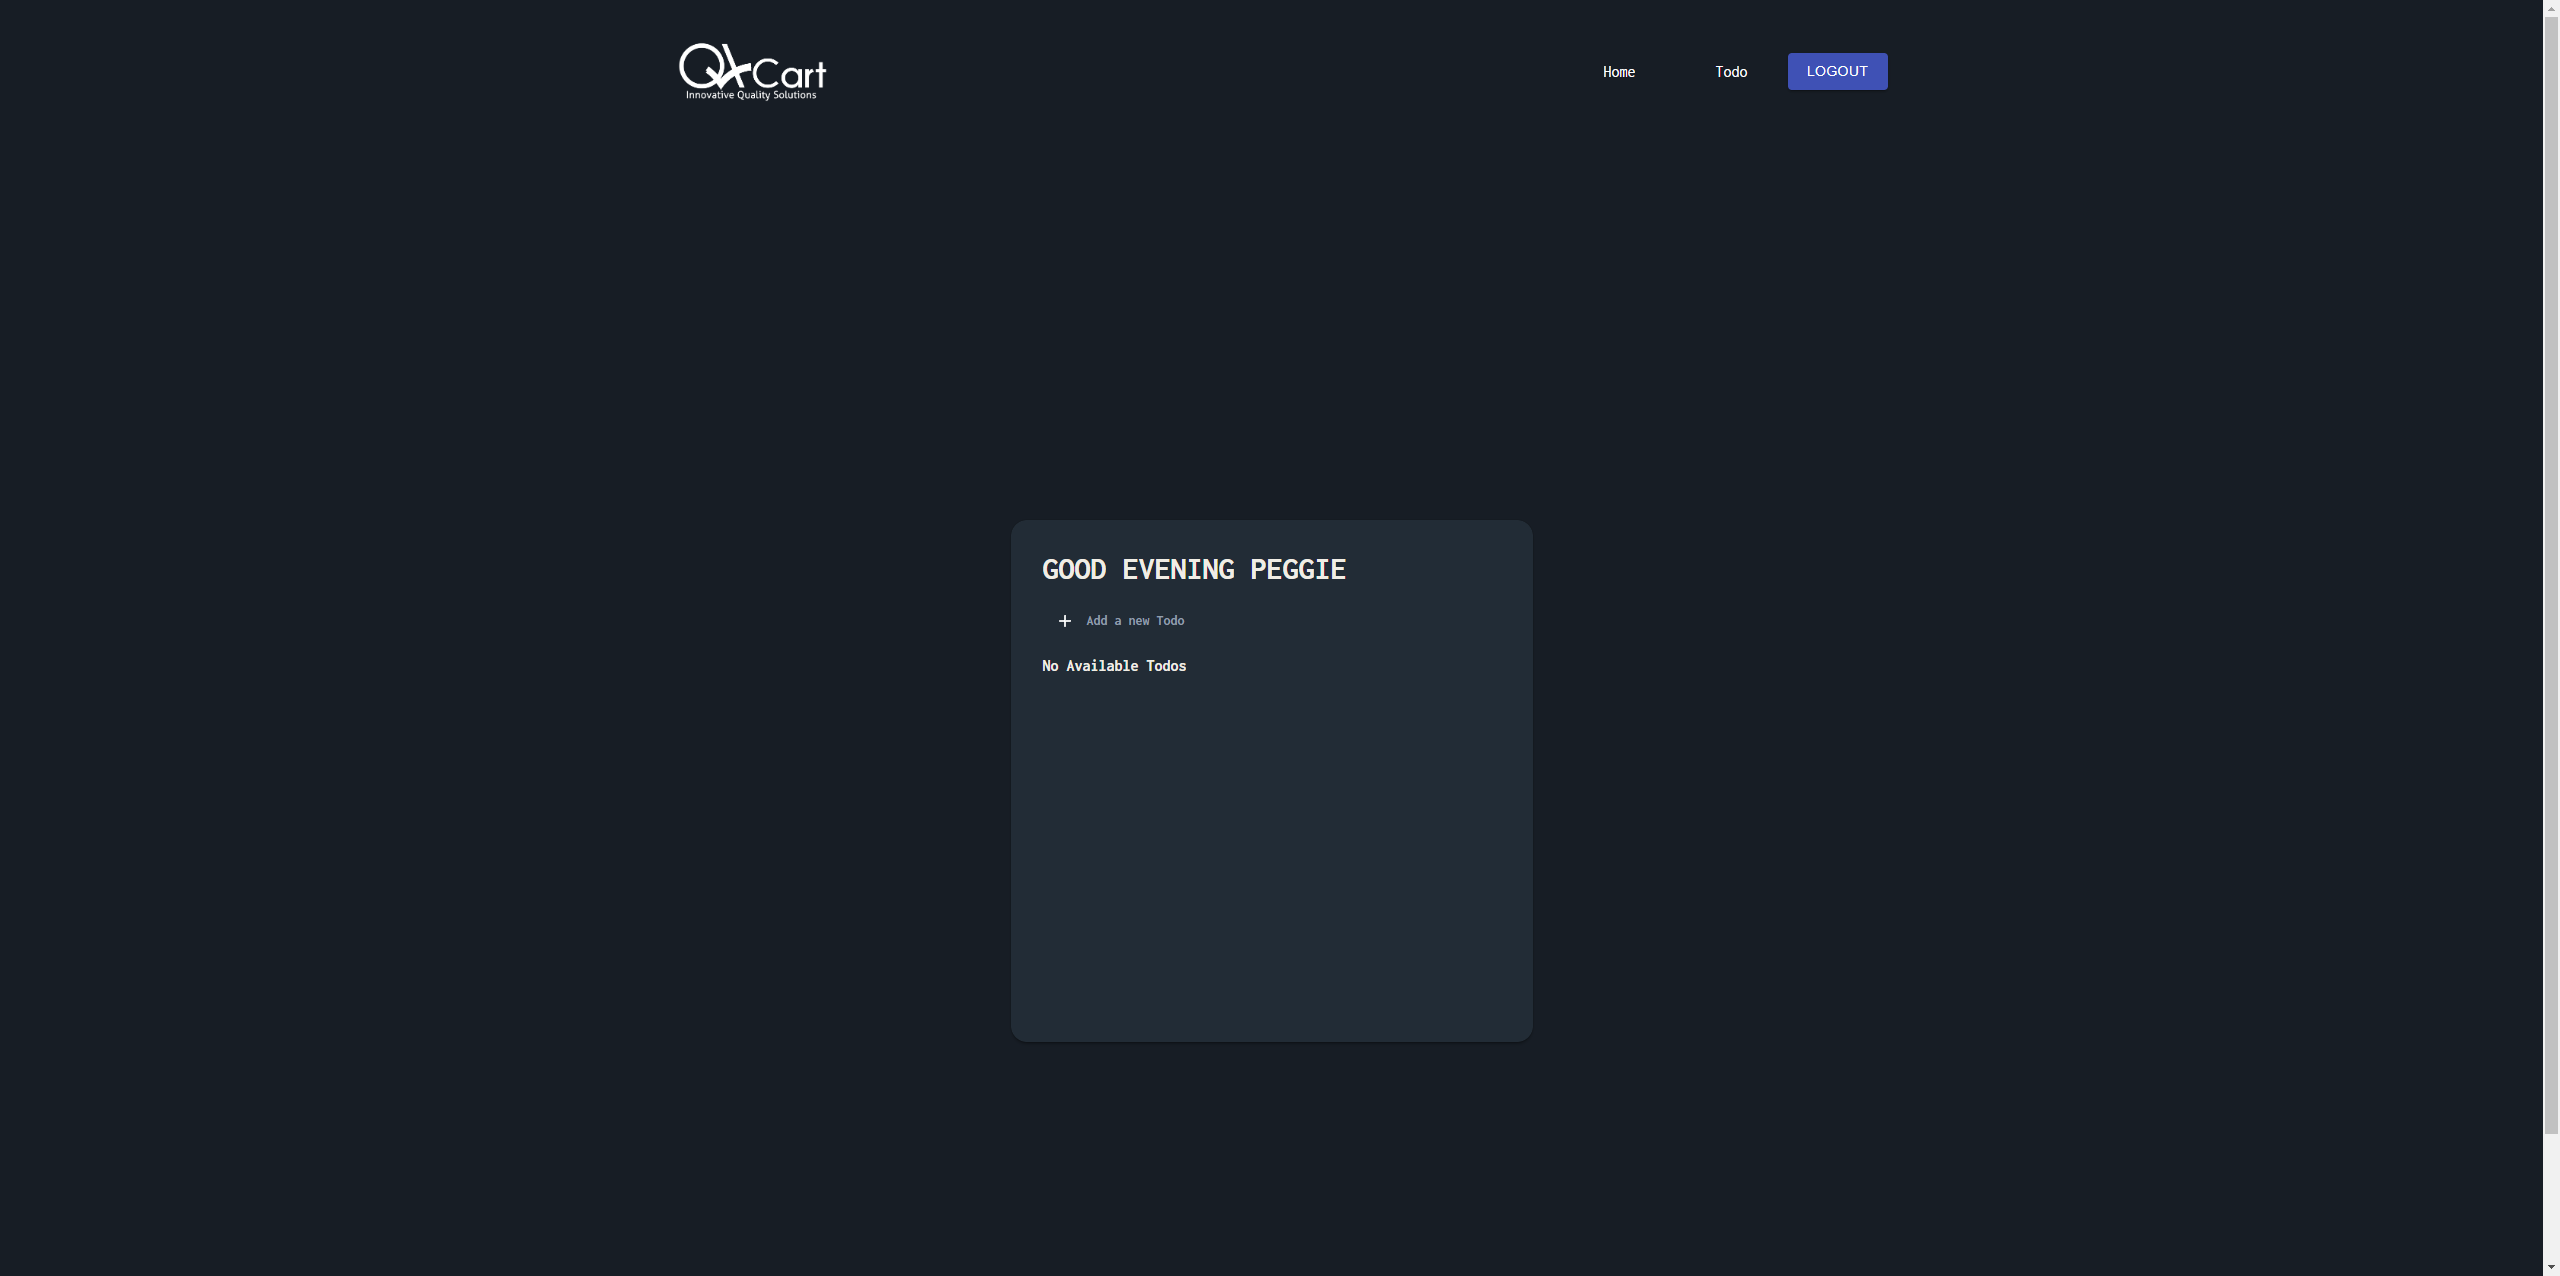 QACart
Innovative Quality Solutions
Home
Todo
LOGOUT
GOOD EVENING PEGGIE
Add a new Todo
No Available Todos